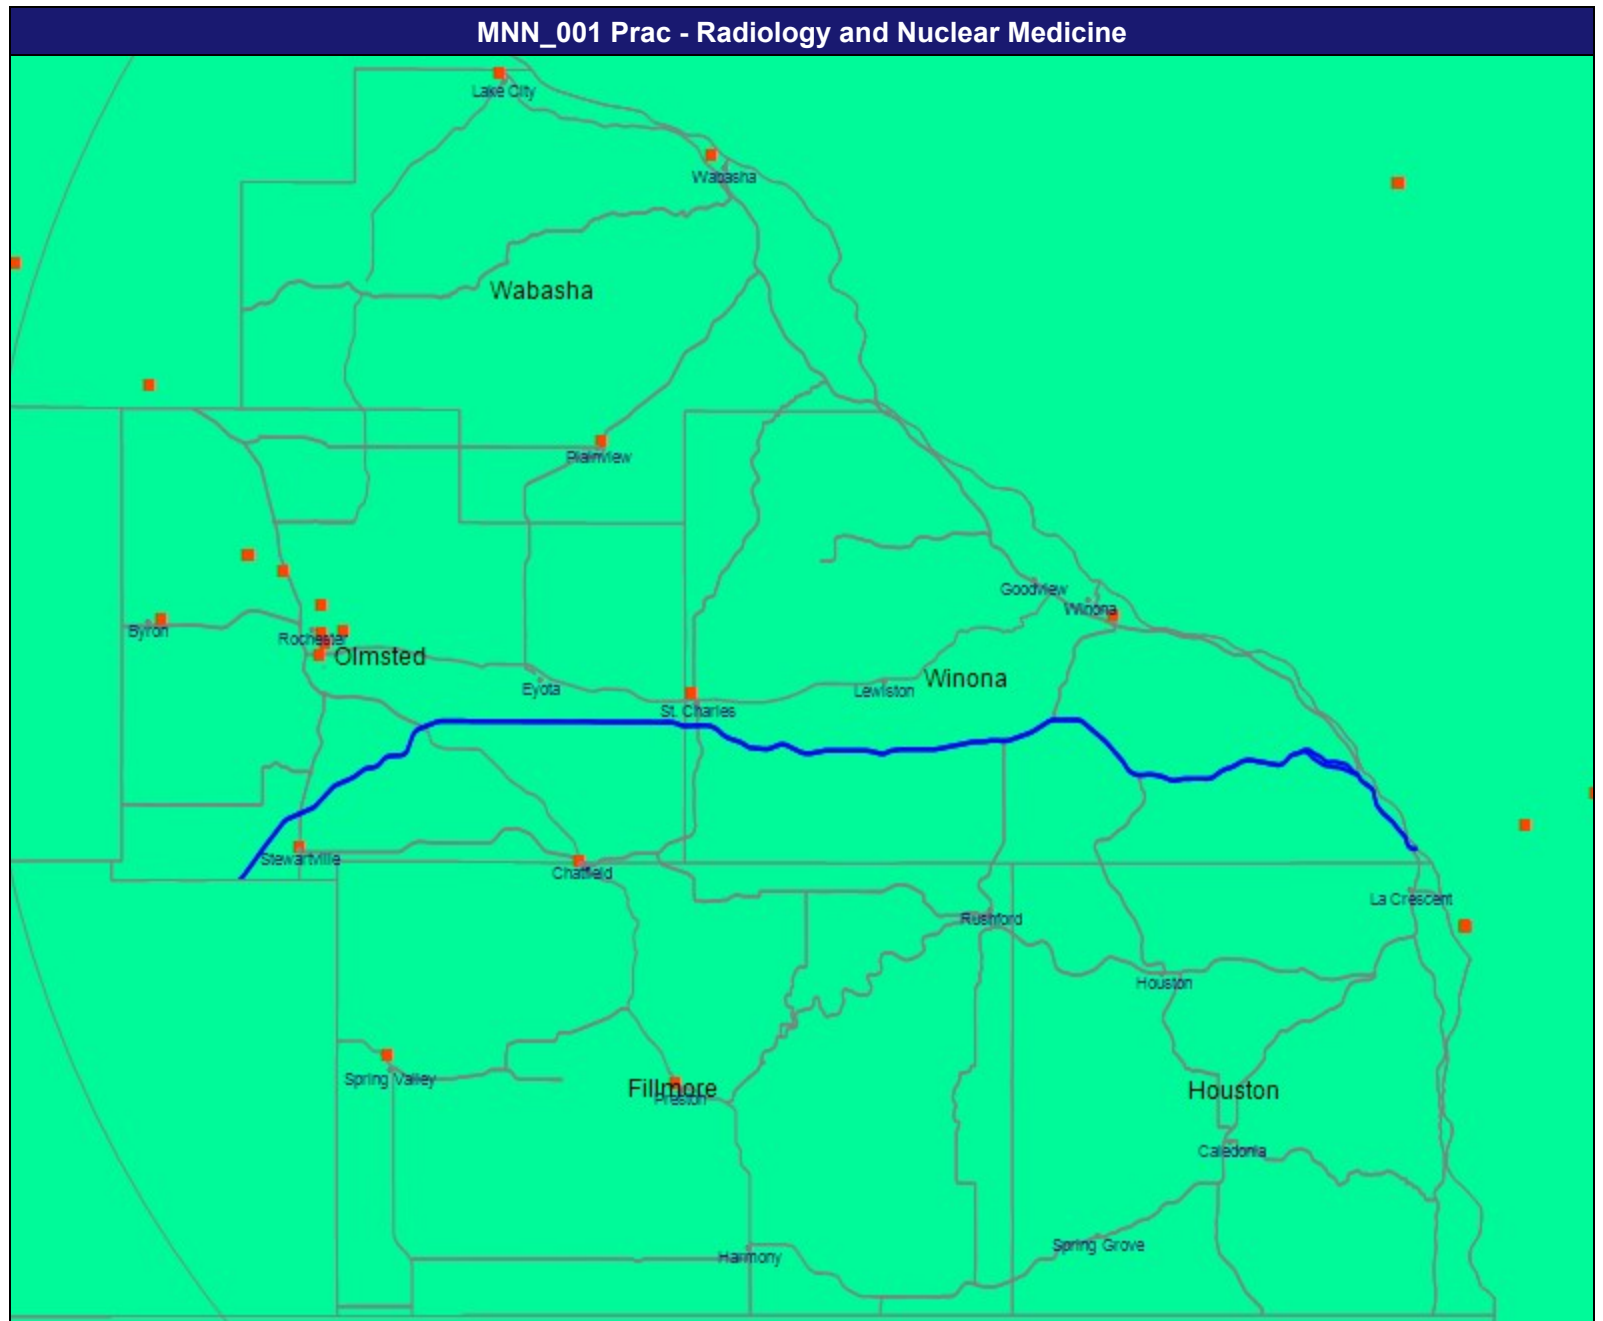 MNN_001 Prac - Radiology and Nuclear Medicine
Lake City
Wabasha
Wabasha
Plainview
Goodview
Winona
Byron
Rochester
Olmsted
Eyota
St. Charles
Lewiston
Winona
Stewartville
Chatfield
La Crescent
Rushford
Houston
Spring Valley
Fillmore
Preston
Houston
Caledonia
Harmony
Spring Grove